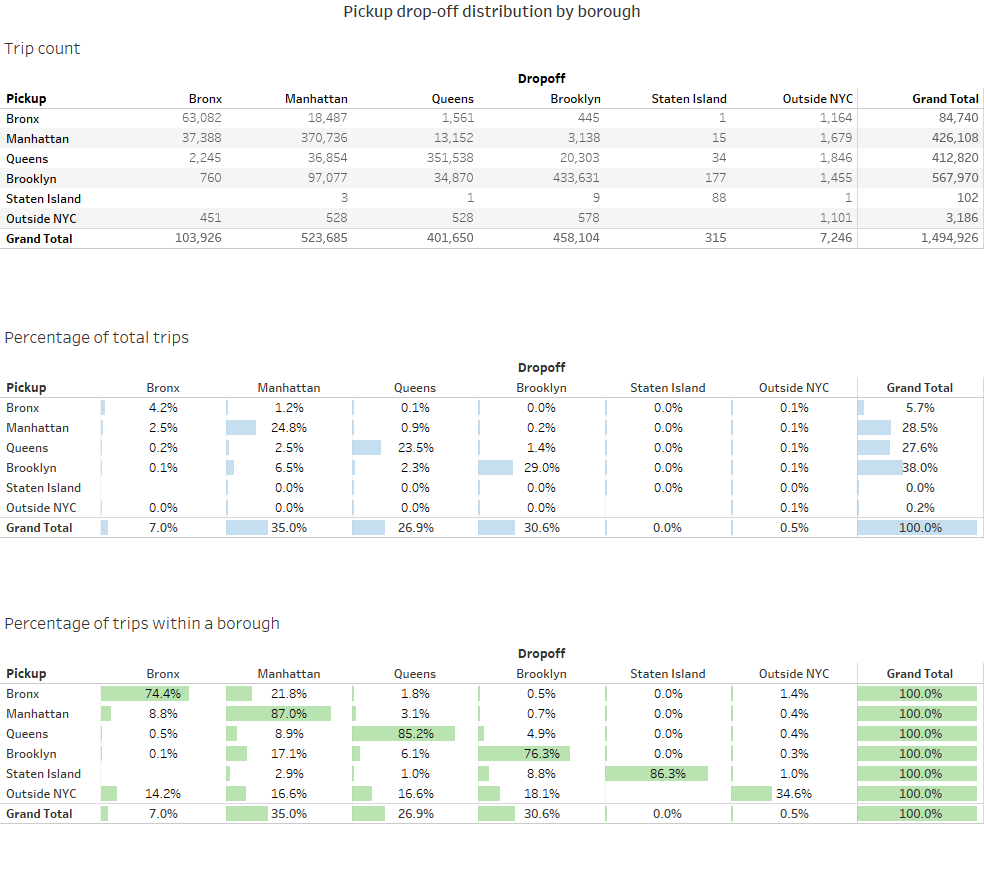 Pickup drop-off distribution by borough
Trip count
Dropoff
Pickup Bronx Manhattan Queens Brooklyn Staten Island Outside NYC Grand Total
Bronx 63,082 18,487 1,561 445 1 1,164 84,740
Manhattan 37,388 370,736 13,152 3,138 15 1,679 426,108
Queens 2,245 36,854 351,538 20,303 34 1,846 412,820
Brooklyn 760 97,077 34,870 433,631 177 1,455 567,970
Staten Island 3 1 9 88 1 102
Outside NYC 451 528 528 578 1,101 3,186
Grand Total 103,926 523,685 401,650 458,104 315 7,246 1,494,926
Percentage of total trips
Dropoff
Pickup Bronx Manhattan Queens Brooklyn Staten Island Outside NYC Grand Total
Bronx 4.2% 1.2% 0.1% 0.0% 0.0% 0.1% 5.7%
Manhattan 2.5% 24.8% 0.9% 0.2% 0.0% 0.1% 28.5%
Queens 0.2% 2.5% 23.5% 1.4% 0.0% 0.1% 27.6%
Brooklyn 0.1% 6.5% 2.3% 29.0% 0.0% 0.1% 38.0%
Staten Island 0.0% 0.0% 0.0% 0.0% 0.0% 0.0%
Outside NYC 0.0% 0.0% 0.0% 0.0% 0.1% 0.2%
Grand Total 7.0% 35.0% 26.9% 30.6% 0.0% 0.5% 100.0%
Percentage of trips within a borough
Dropoff
Pickup Bronx Manhattan Queens Brooklyn Staten Island Outside NYC Grand Total
Bronx 74.4% 21.8% 1.8% 0.5% 0.0% 1.4% 100.0%
Manhattan 8.8% 87.0% 3.1% 0.7% 0.0% 0.4% 100.0%
Queens 0.5% 8.9% 85.2% 4.9% 0.0% 0.4% 100.0%
Brooklyn 0.1% 17.1% 6.1% 76.3% 0.0% 0.3% 100.0%
Staten Island 2.9% 1.0% 8.8% 86.3% 1.0% 100.0%
Outside NYC 14.2% 16.6% 16.6% 18.1% 34.6% 100.0%
Grand Total 7.0% 35.0% 26.9% 30.6% 0.0% 0.5% 100.0%